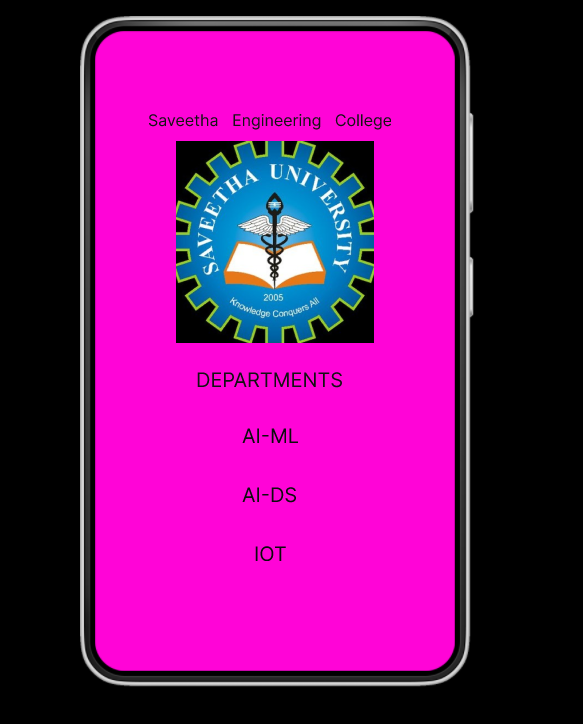 Saveetha Engineering College
SAVEETHA UNIVERSITY
2005
Knowledge Conquers All
DEPARTMENTS
AI-ML
AI-DS
IOT